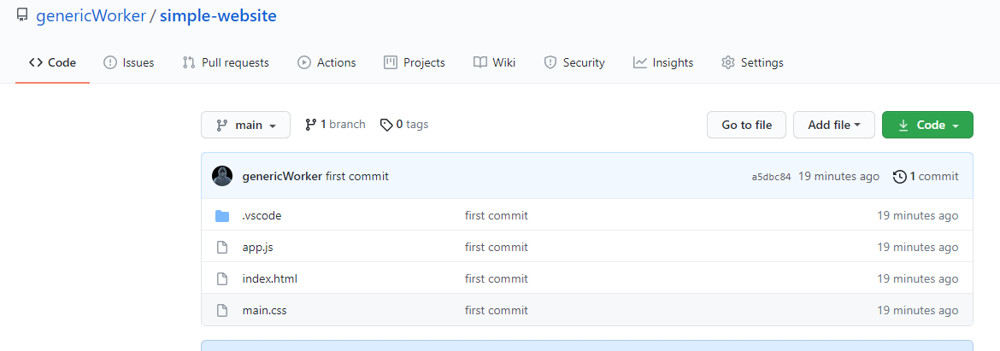 genericWorker / simple-website
Code Issues Pull requests Actions Projects Wiki Security Insights Settings
main 1 branch 0 tags Go to file Add file Code
genericWorker first commit a5dbc84 19 minutes ago 1 commit
.vscode first commit 19 minutes ago
app.js first commit 19 minutes ago
index.html first commit 19 minutes ago
main.css first commit 19 minutes ago